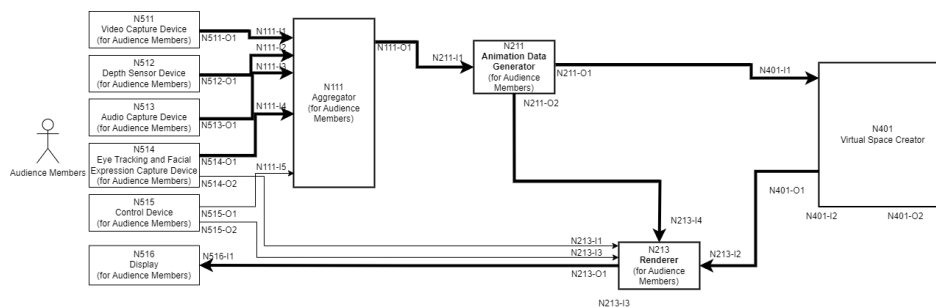 N511
Video Capture Device
(for Audience Members)
N511-O1
N512
Depth Sensor Device
(for Audience Members)
N512-O1
N513
Audio Capture Device
(for Audience Members)
N513-O1
N514
Eye Tracking and Facial
Expression Capture Device
(for Audience Members)
N514-O1
N514-O2
N515
Control Device
(for Audience Members)
N515-O1
N515-O2
N516
Display
(for Audience Members)
N516-I1
Audience Members
N111-I1
N111-I2
N111-I3
N111-I4
N111-I5
N111
Aggregator
(for Audience
Members)
N111-O1
N211-I1
N211
Animation Data
Generator
(for Audience
Members)
N211-O1
N211-O2
N401-I1
N401
Virtual Space Creator
N401-O1
N401-I2
N401-O2
N213-I4
N213-I1
N213-I3
N213-O1
N213
Renderer
(for Audience
Members)
N213-I2
N213-I3